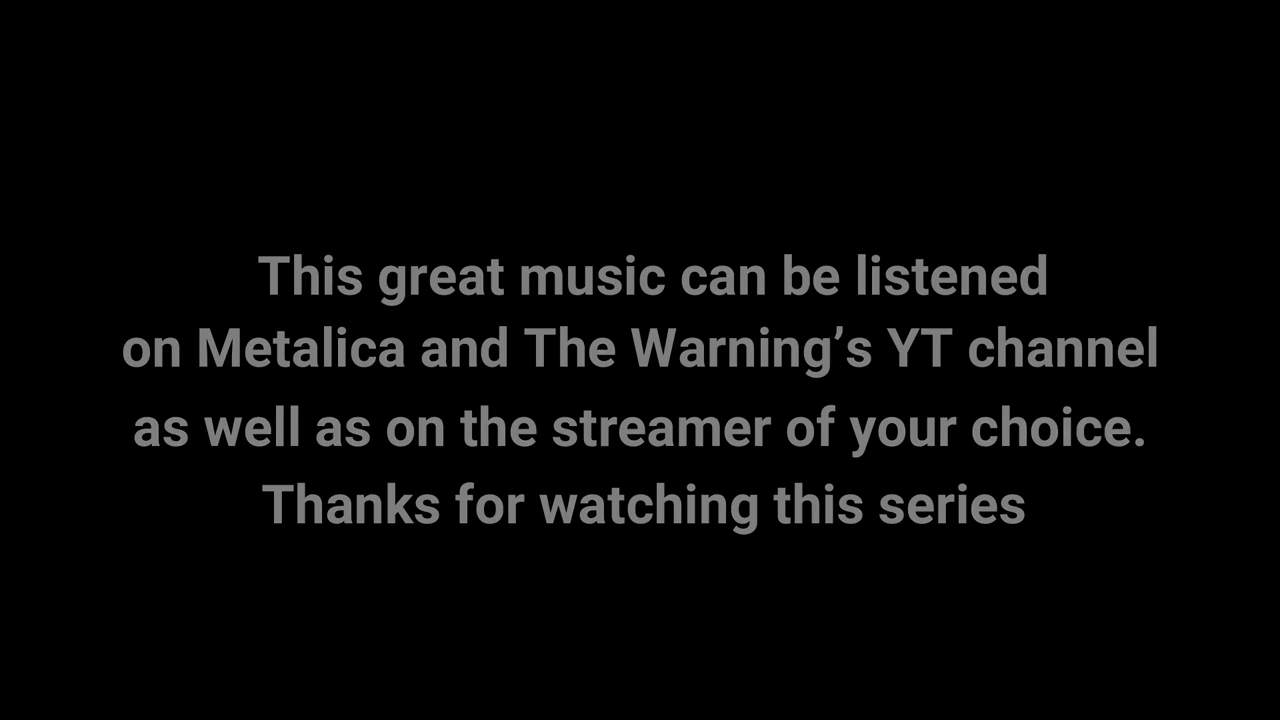 This great music can be listened
on Metalica and The Warning’s YT channel
as well as on the streamer of your choice.
Thanks for watching this series